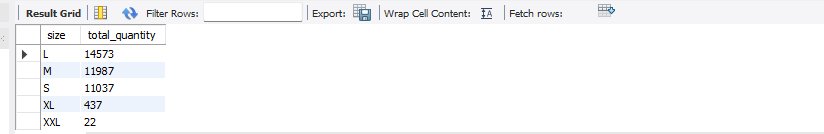 Result Grid Filter Rows: Export: Wrap Cell Content: Fetch rows:
size total_quantity
L 14573
M 11987
S 11037
XL 437
XXL 22